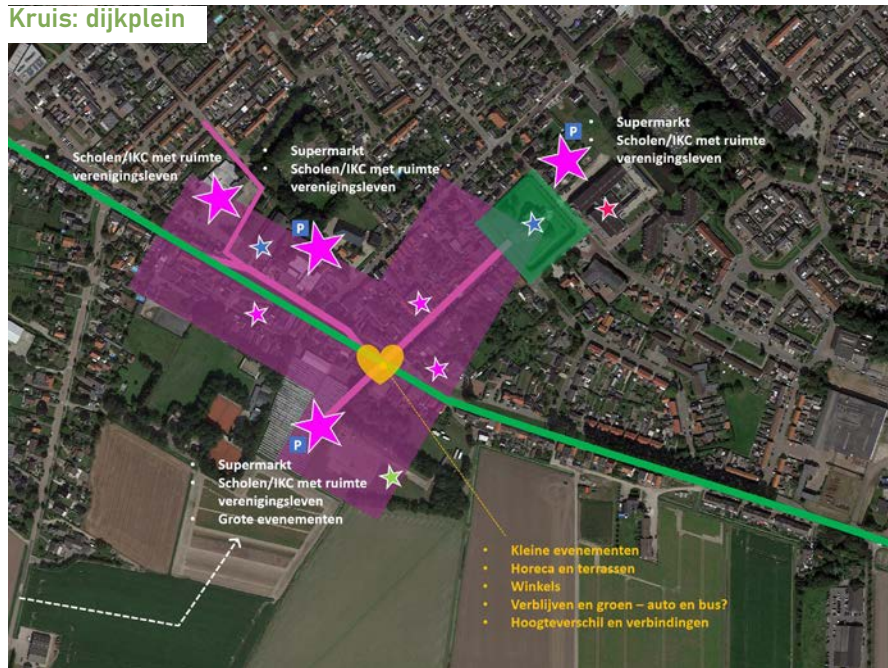 Kruis: dijkplein
• Scholen/IKC met ruimte
verenigingsleven
• Supermarkt
• Scholen/IKC met ruimte
verenigingsleven
P
• Supermarkt
• Scholen/IKC met ruimte
verenigingsleven
P
P
• Supermarkt
• Scholen/IKC met ruimte
verenigingsleven
• Grote evenementen
• Kleine evenementen
• Horeca en terrassen
• Winkels
• Verblijven en groen – auto en bus?
• Hoogteverschil en verbindingen